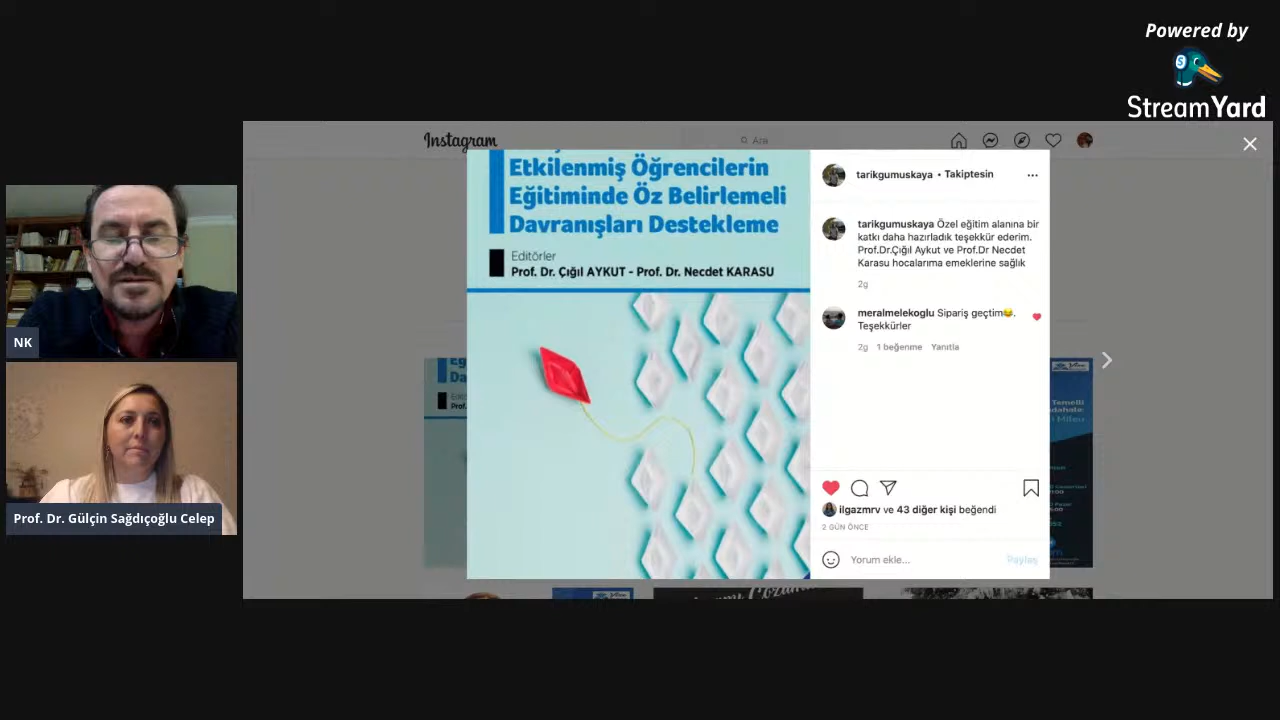 Powered by
StreamYard
Instagram
Ara
Etkilenmiş Öğrencilerin
Eğitiminde Öz Belirlemeli
Davranışları Destekleme
Editörler
Prof. Dr. Çığıl AYKUT - Prof. Dr. Necdet KARASU
tarikgumuskaya • Takiptesin
tarikgumuskaya Özel eğitim alanına bir
katkı daha hazırladık teşekkür ederim.
Prof.Dr.Çığıl Aykut ve Prof.Dr Necdet
Karasu hocalarıma emeklerine sağlık
2g
meralmelekoglu Sipariş geçtim😂.
Teşekkürler
2g 1 beğenme Yanıtla
ilgazmrv ve 43 diğer kişi beğendi
2 GÜN ÖNCE
Yorum ekle...
Paylaş
NK
Prof. Dr. Gülçin Sağdıçoğlu Celep